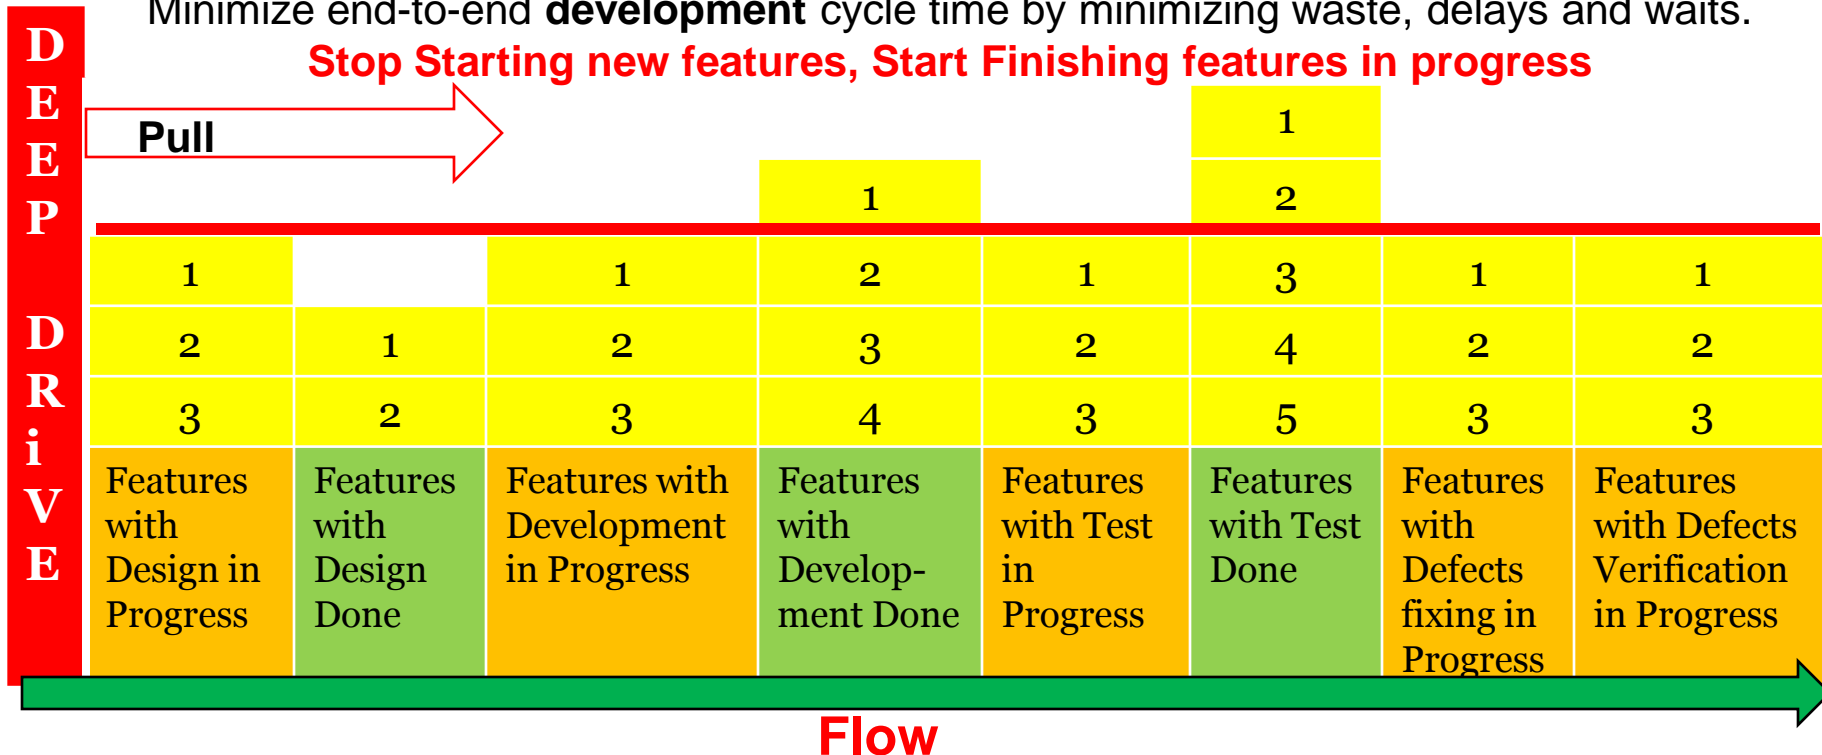 Minimize end-to-end development cycle time by minimizing waste, delays and waits.
Stop Starting new features, Start Finishing features in progress
DEEP DRiVE
Pull
1
1 2
1 1 2 1 3 1 1
2 1 2 3 2 4 2 2
3 2 3 4 3 5 3 3
Features
with
Design in
Progress
Features
with
Design
Done
Features with
Development
in Progress
Features
with
Develop-
ment Done
Features
with Test
in
Progress
Features
with Test
Done
Features
with
Defects
fixing in
Progress
Features
with Defects
Verification
in Progress
Flow